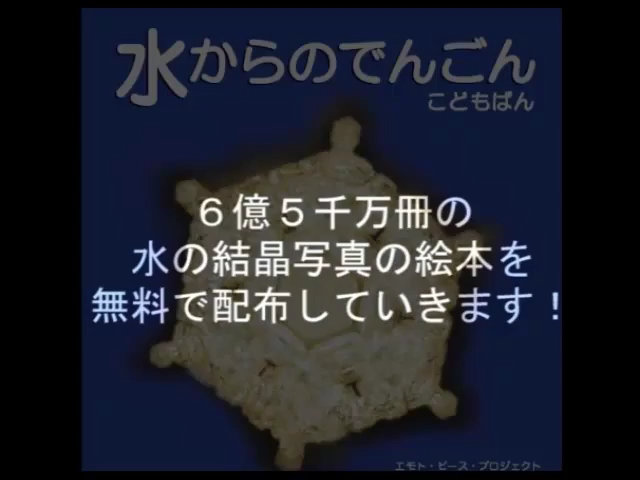 水からのでんごん
こどもばん
６億５千万冊の
水の結晶写真の絵本を
無料で配布していきます！
エモト・ピース・プロジェクト